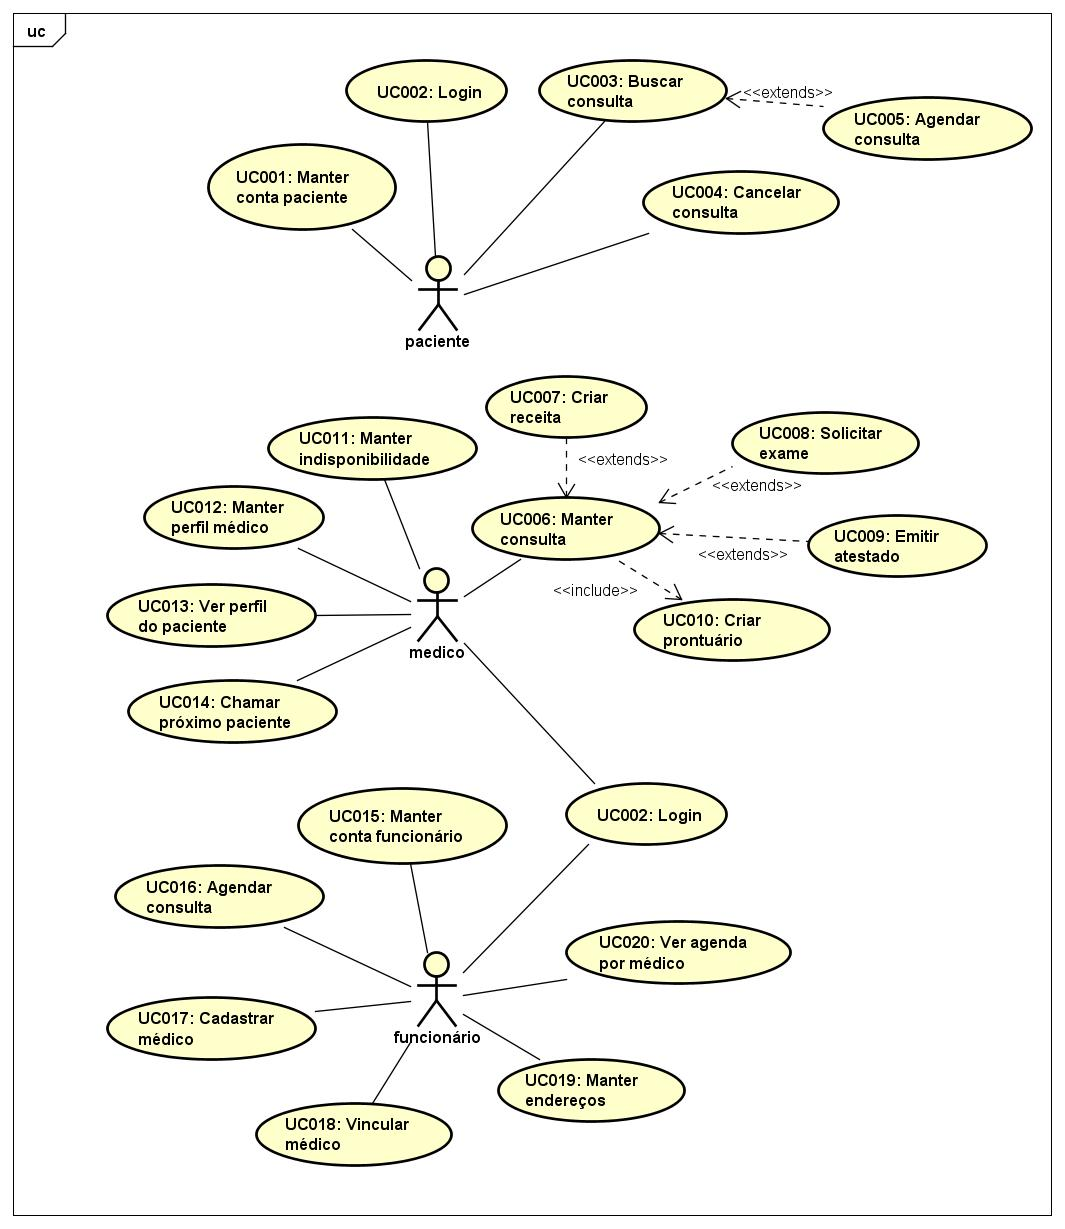 uc
UC002: Login
UC003: Buscar
consulta
<<extends>>
UC005: Agendar
consulta
UC001: Manter
conta paciente
UC004: Cancelar
consulta
paciente
UC007: Criar
receita
UC011: Manter
indisponibilidade
UC008: Solicitar
exame
<<extends>>
<<extends>>
UC012: Manter
perfil médico
UC006: Manter
consulta
UC009: Emitir
atestado
<<extends>>
<<include>>
UC013: Ver perfil
do paciente
UC010: Criar
prontuário
medico
UC014: Chamar
próximo paciente
UC015: Manter
conta funcionário
UC002: Login
UC016: Agendar
consulta
UC020: Ver agenda
por médico
UC017: Cadastrar
médico
funcionário
UC019: Manter
endereços
UC018: Vincular
médico